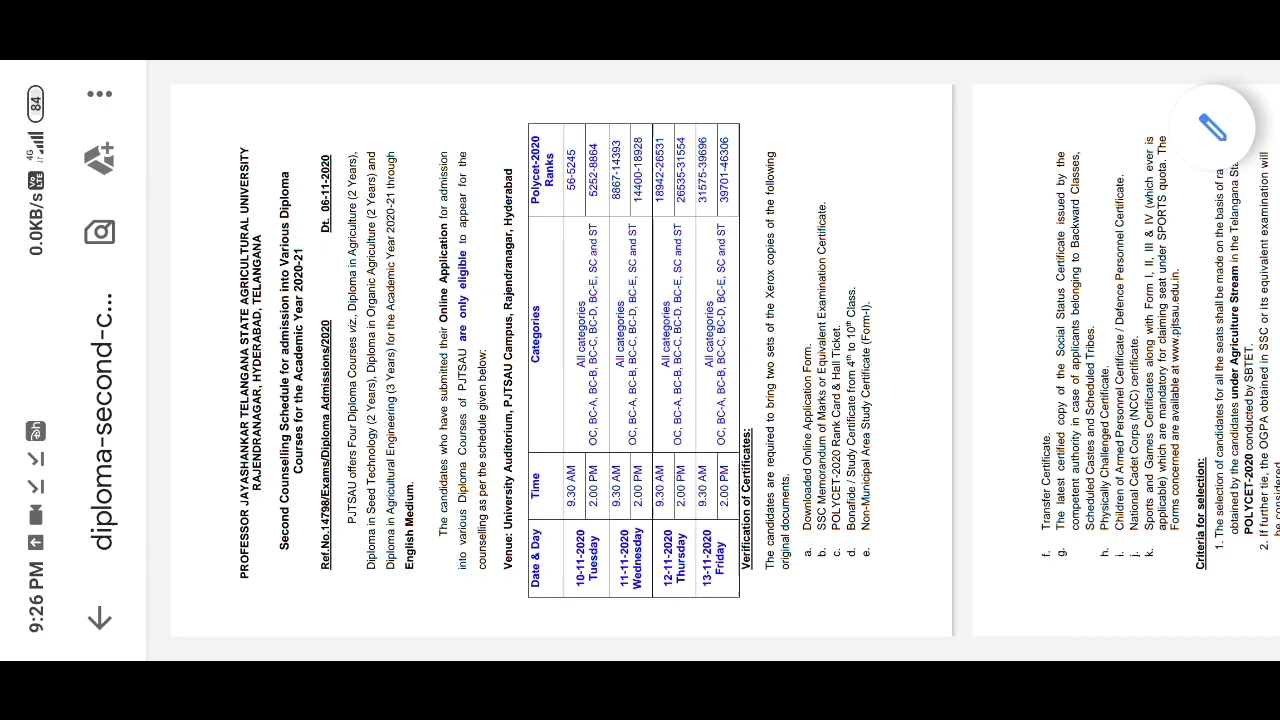 9:26 PM
0.0KB/s Vo LTE 4G 84
diploma-second-c...
PROFESSOR JAYASHANKAR TELANGANA STATE AGRICULTURAL UNIVERSITY
RAJENDRANAGAR, HYDERABAD, TELANGANA
Second Counselling Schedule for admission into Various Diploma
Courses for the Academic Year 2020-21
Ref.No.14798/Exams/Diploma Admissions/2020 Dt. 06-11-2020
PJTSAU offers Four Diploma Courses viz. Diploma in Agriculture (2 Years),
Diploma in Seed Technology (2 Years), Diploma in Organic Agriculture (2 Years) and
Diploma in Agricultural Engineering (3 Years) for the Academic Year 2020-21 through
English Medium.
The candidates who have submitted their Online Application for admission
into various Diploma Courses of PJTSAU are only eligible to appear for the
counselling as per the schedule given below:
Venue: University Auditorium, PJTSAU Campus, Rajendranagar, Hyderabad
Date & Day Time Categories Polycet-2020
Ranks
10-11-2020
Tuesday
9.30 AM All categories 56-5245
2.00 PM OC, BC-A, BC-B, BC-C, BC-D, BC-E, SC and ST 5252-8864
11-11-2020
Wednesday
9.30 AM All categories 8867-14393
2.00 PM OC, BC-A, BC-B, BC-C, BC-D, BC-E, SC and ST 14400-18928
12-11-2020
Thursday
9.30 AM All categories 18942-26531
2.00 PM OC, BC-A, BC-B, BC-C, BC-D, BC-E, SC and ST 26535-31554
13-11-2020
Friday
9.30 AM All categories 31575-39696
2.00 PM OC, BC-A, BC-B, BC-C, BC-D, BC-E, SC and ST 39701-46306
Verification of Certificates:
The candidates are required to bring two sets of the Xerox copies of the following
original documents.
a. Downloaded Online Application Form.
b. SSC Memorandum of Marks or Equivalent Examination Certificate.
c. POLYCET-2020 Rank Card & Hall Ticket.
d. Bonafide / Study Certificate from 4th to 10th Class.
e. Non-Municipal Area Study Certificate (Form-I).
f. Transfer Certificate.
g. The latest certified copy of the Social Status Certificate issued by the
competent authority in case of applicants belonging to Backward Classes,
Scheduled Castes and Scheduled Tribes.
h. Physically Challenged Certificate.
i. Children of Armed Personnel Certificate / Defence Personnel Certificate.
j. National Cadet Corps (NCC) certificate.
k. Sports and Games Certificates along with Form I, II, III & IV (which ever is
applicable) which are mandatory for claiming seat under SPORTS quota. The
Forms concerned are available at www.pjtsau.edu.in.
Criteria for selection:
1. The selection of candidates for all the seats shall be made on the basis of ra
obtained by the candidates under Agriculture Stream in the Telangana Sta
POLYCET-2020 conducted by SBTET.
2. If further tie, the OGPA obtained in SSC or its equivalent examination will
be considered